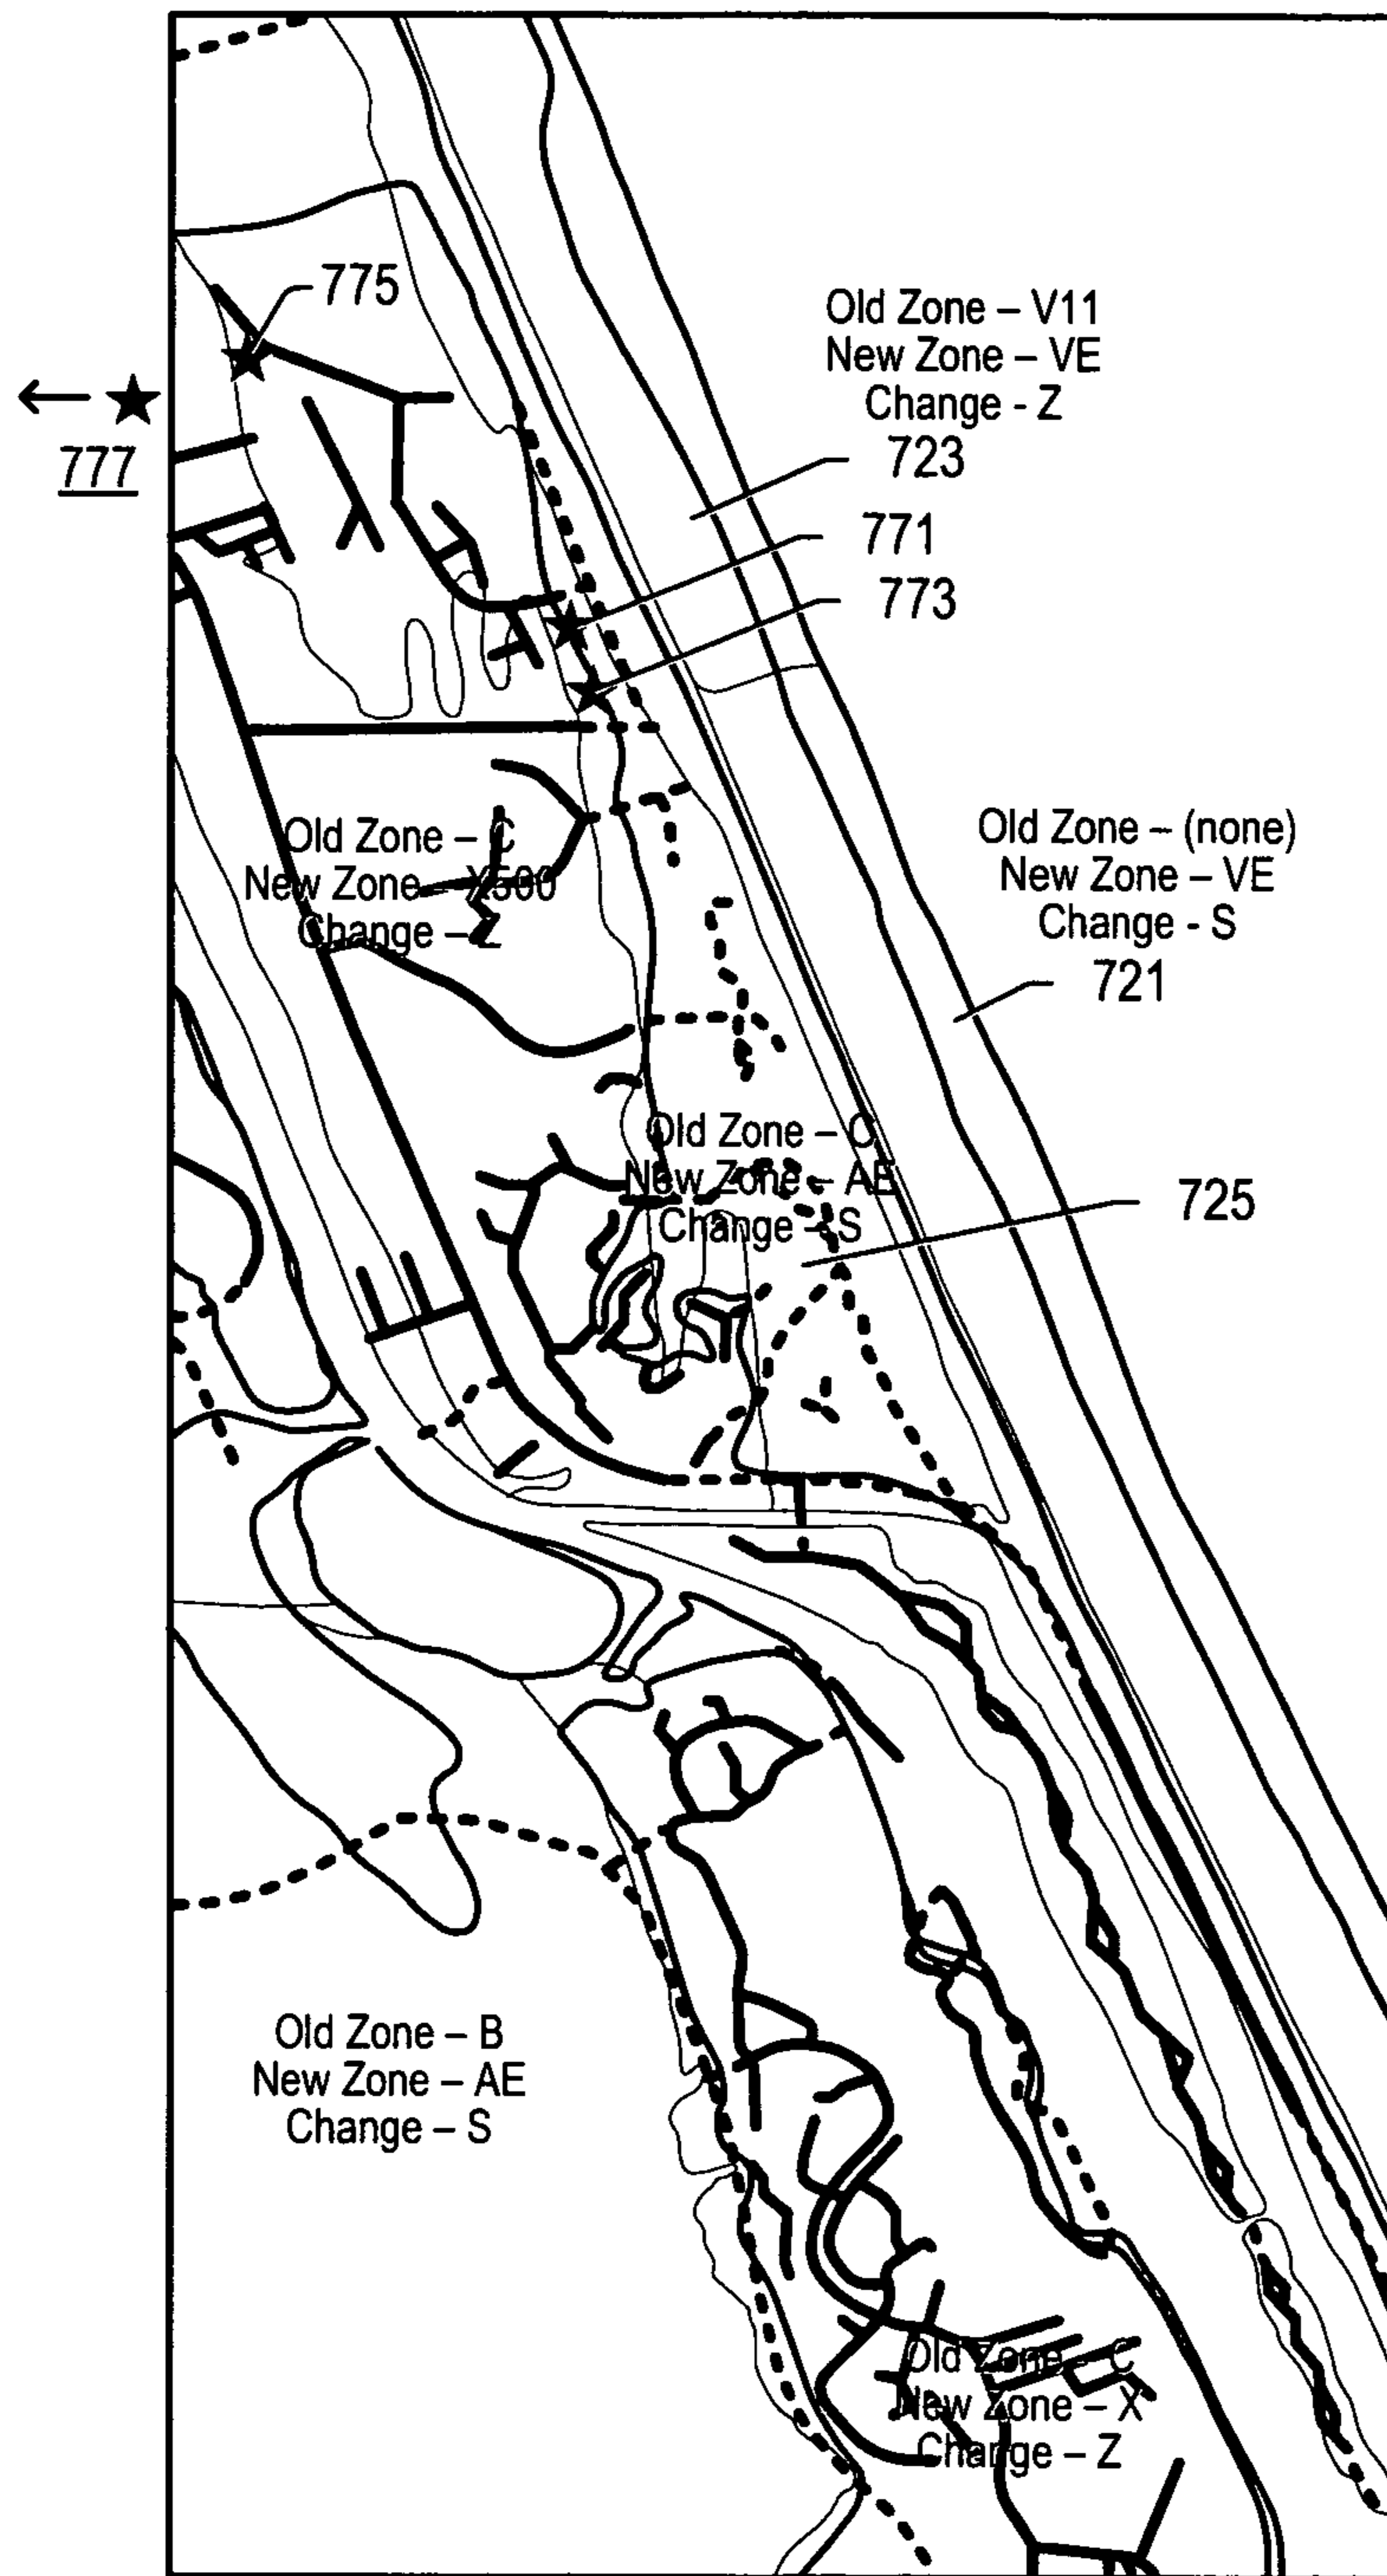 775
Old Zone – V11
New Zone – VE
Change - Z
777
723
771
773
Old Zone – C
New Zone – X500
Change – Z
Old Zone – (none)
New Zone – VE
Change - S
721
Old Zone – C
New Zone – AE
Change – S
725
Old Zone – B
New Zone – AE
Change – S
Old Zone – C
New Zone – X
Change – Z